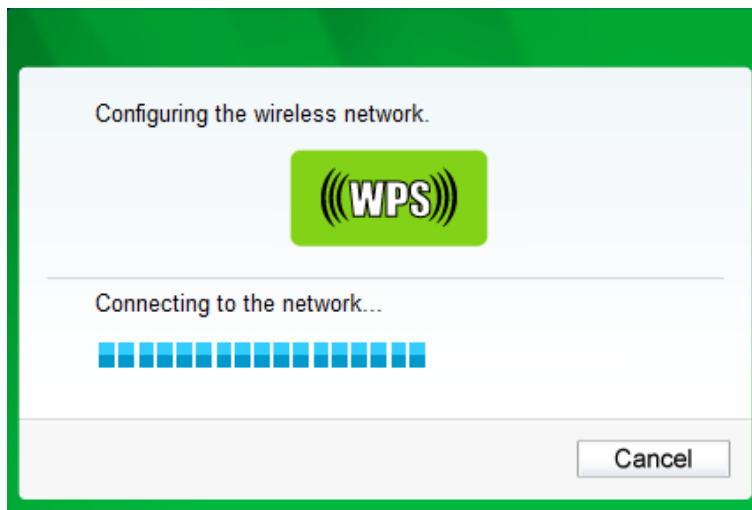 Configuring the wireless network.
WPS
Connecting to the network...
Cancel